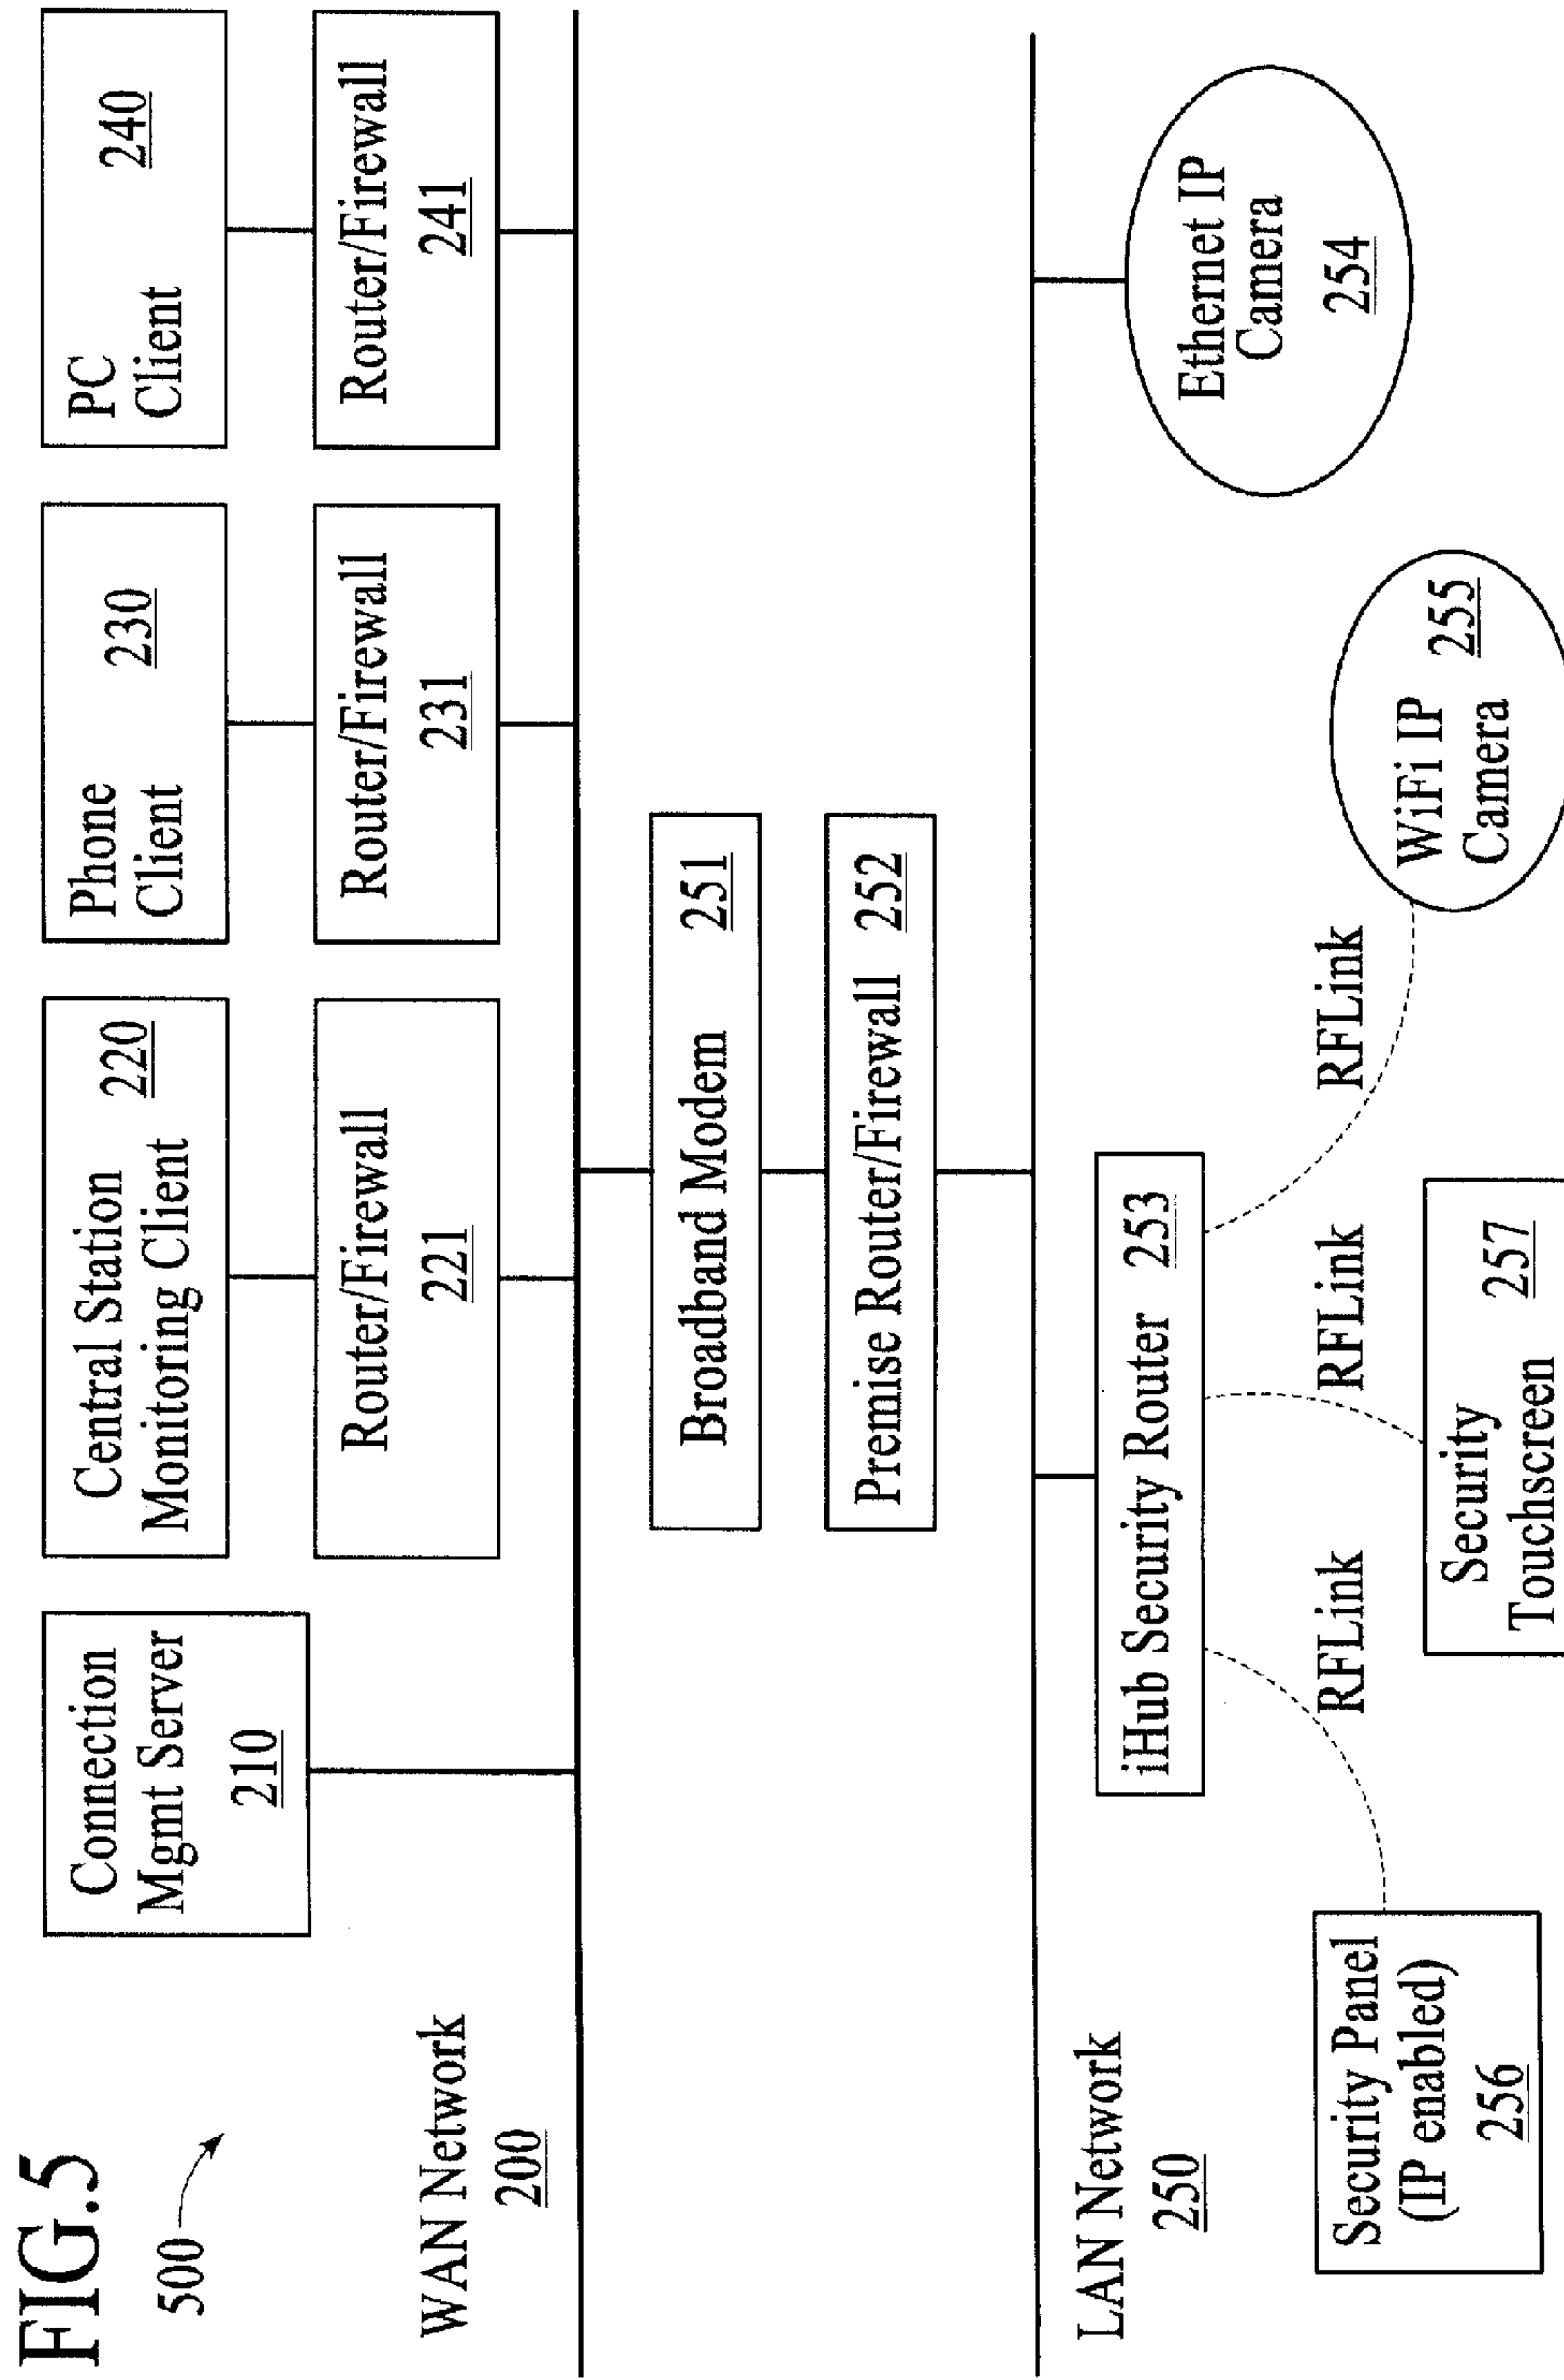 FIG.5
500
Connection
Mgmt Server
210
Central Station
Monitoring Client 220
Phone
Client 230
PC
Client 240
Router/Firewall
221
Router/Firewall
231
Router/Firewall
241
WAN Network
200
Broadband Modem 251
Premise Router/Firewall 252
LAN Network
250
iHub Security Router 253
Ethernet IP
Camera
254
RFLink
RFLink
RFLink
Security Panel
(IP enabled)
256
Security
Touchscreen 257
WiFi IP
Camera 255